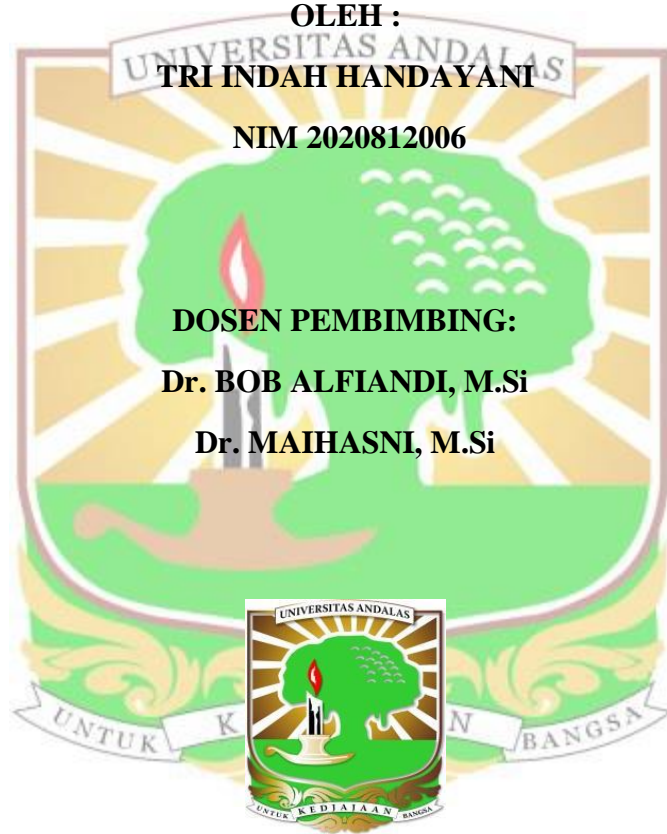 OLEH :
UNIVERSITAS ANDALAS
TRI INDAH HANDAYANI
NIM 2020812006
DOSEN PEMBIMBING:
Dr. BOB ALFIANDI, M.Si
Dr. MAIHASNI, M.Si
UNIVERSITAS ANDALAS
UNTUK K N BANGSA
UNTUK KEDJAJAAN BANGSA